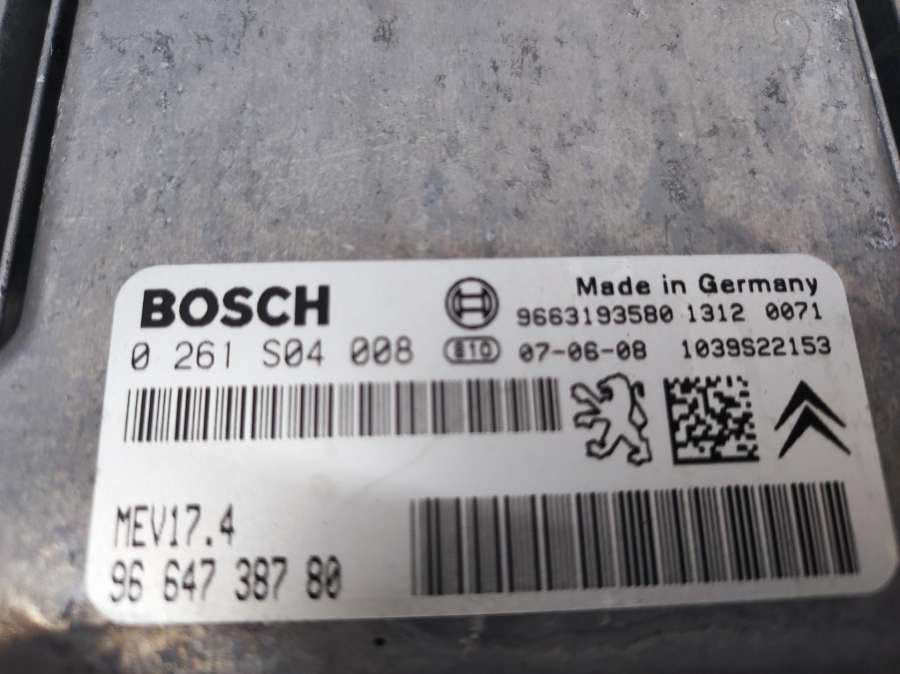 BOSCH
Made in Germany
9663193580 1312 0071
0 261 S04 008 810 07-06-08 1039S22153
MEV17.4
96 647 387 80